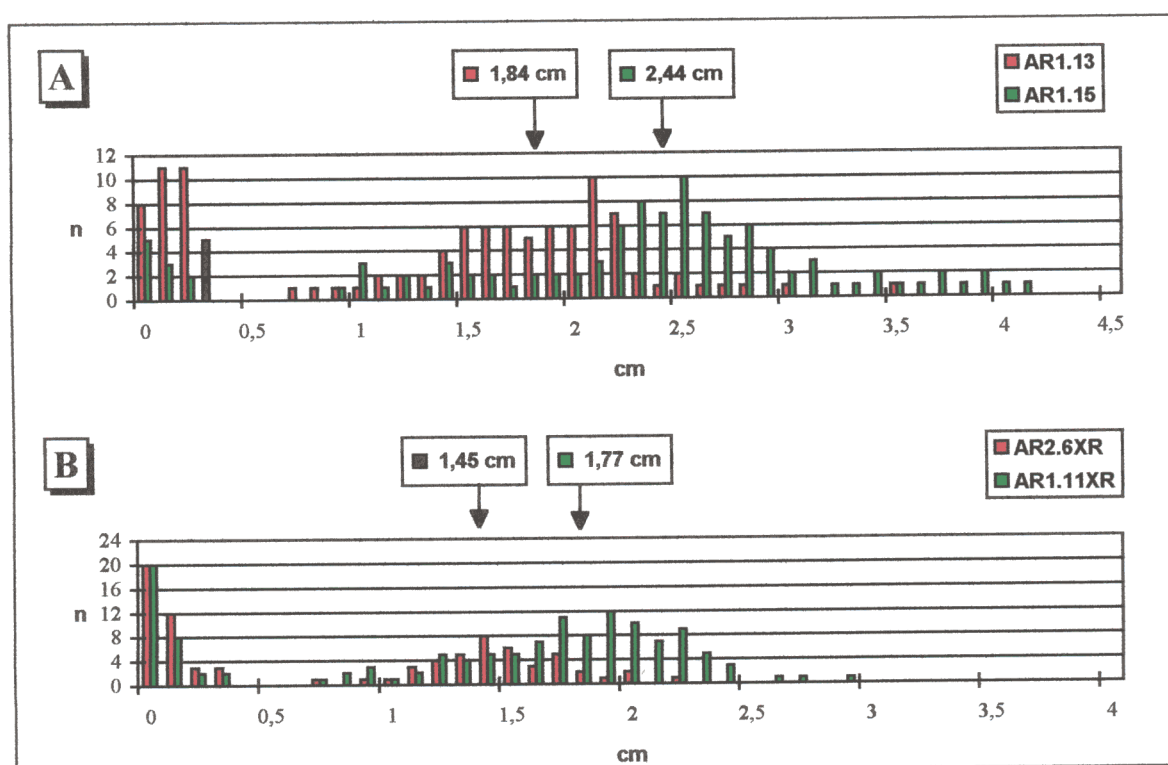 A
1,84 cm
2,44 cm
AR1.13
AR1.15
12
10
8
6
4
2
0
n
0 0,5 1 1,5 2 2,5 3 3,5 4 4,5
cm
B
1,45 cm
1,77 cm
AR2.6XR
AR1.11XR
24
20
16
12
8
4
0
n
0 0,5 1 1,5 2 2,5 3 3,5 4
cm